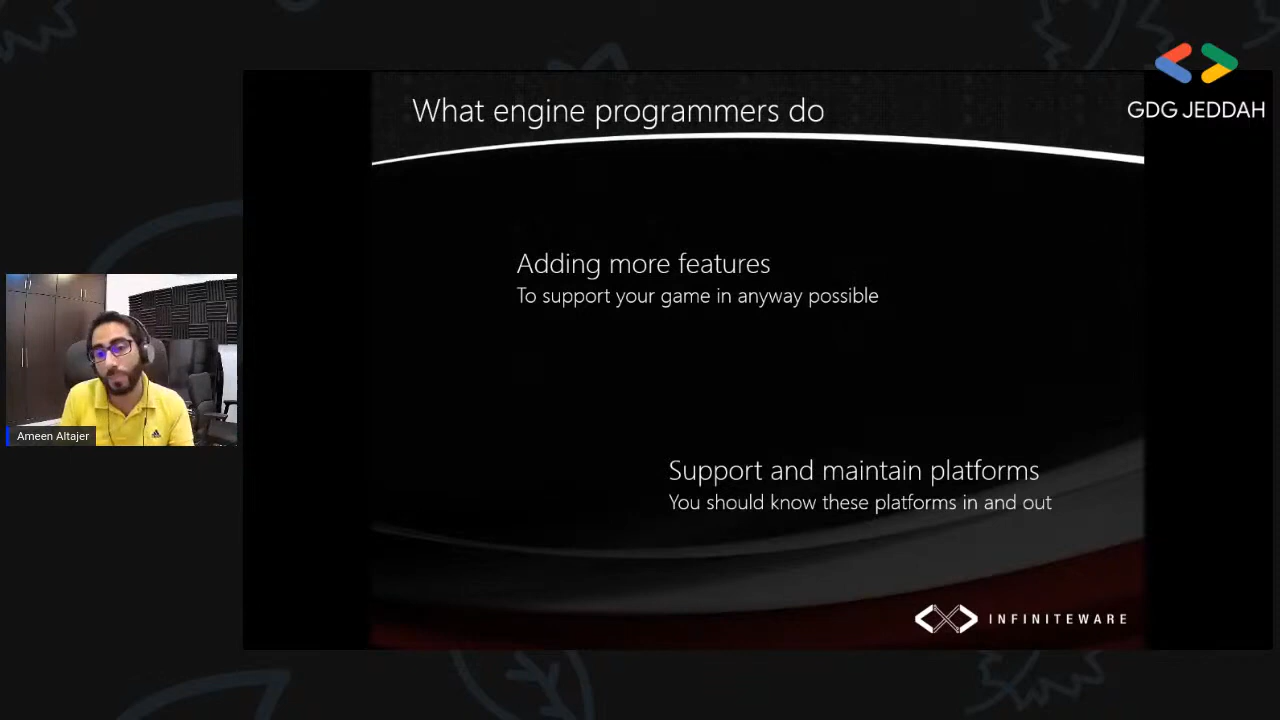 What engine programmers do
GDG JEDDAH
Adding more features
To support your game in anyway possible
Ameen Altajer
Support and maintain platforms
You should know these platforms in and out
INFINITEWARE